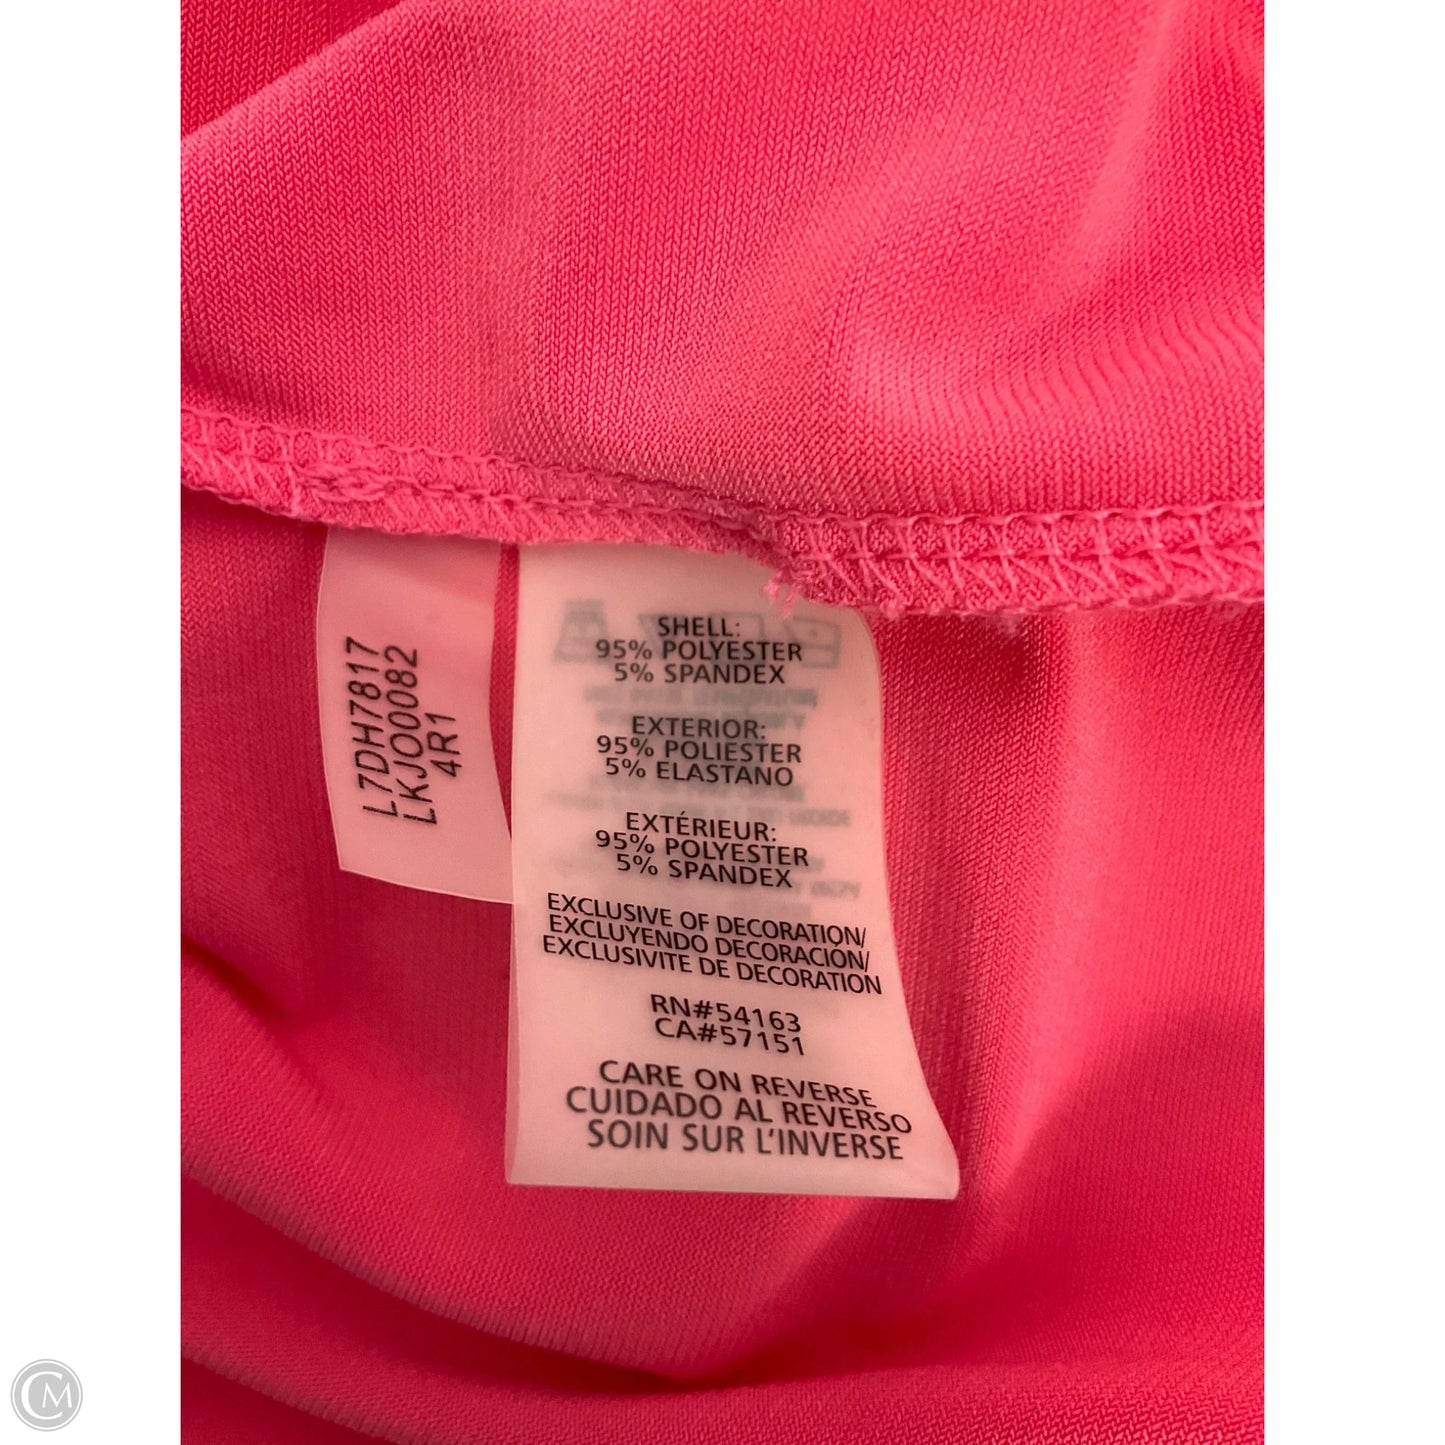 L7DH7817
LKJO0082
4R1
SHELL:
95% POLYESTER
5% SPANDEX
EXTERIOR:
95% POLIESTER
5% ELASTANO
EXTÉRIEUR:
95% POLYESTER
5% SPANDEX
EXCLUSIVE OF DECORATION/
EXCLUYENDO DECORACIÓN/
EXCLUSIVITE DE DECORATION
RN#54163
CA#57151
CARE ON REVERSE
CUIDADO AL REVERSO
SOIN SUR L'INVERSE
CM